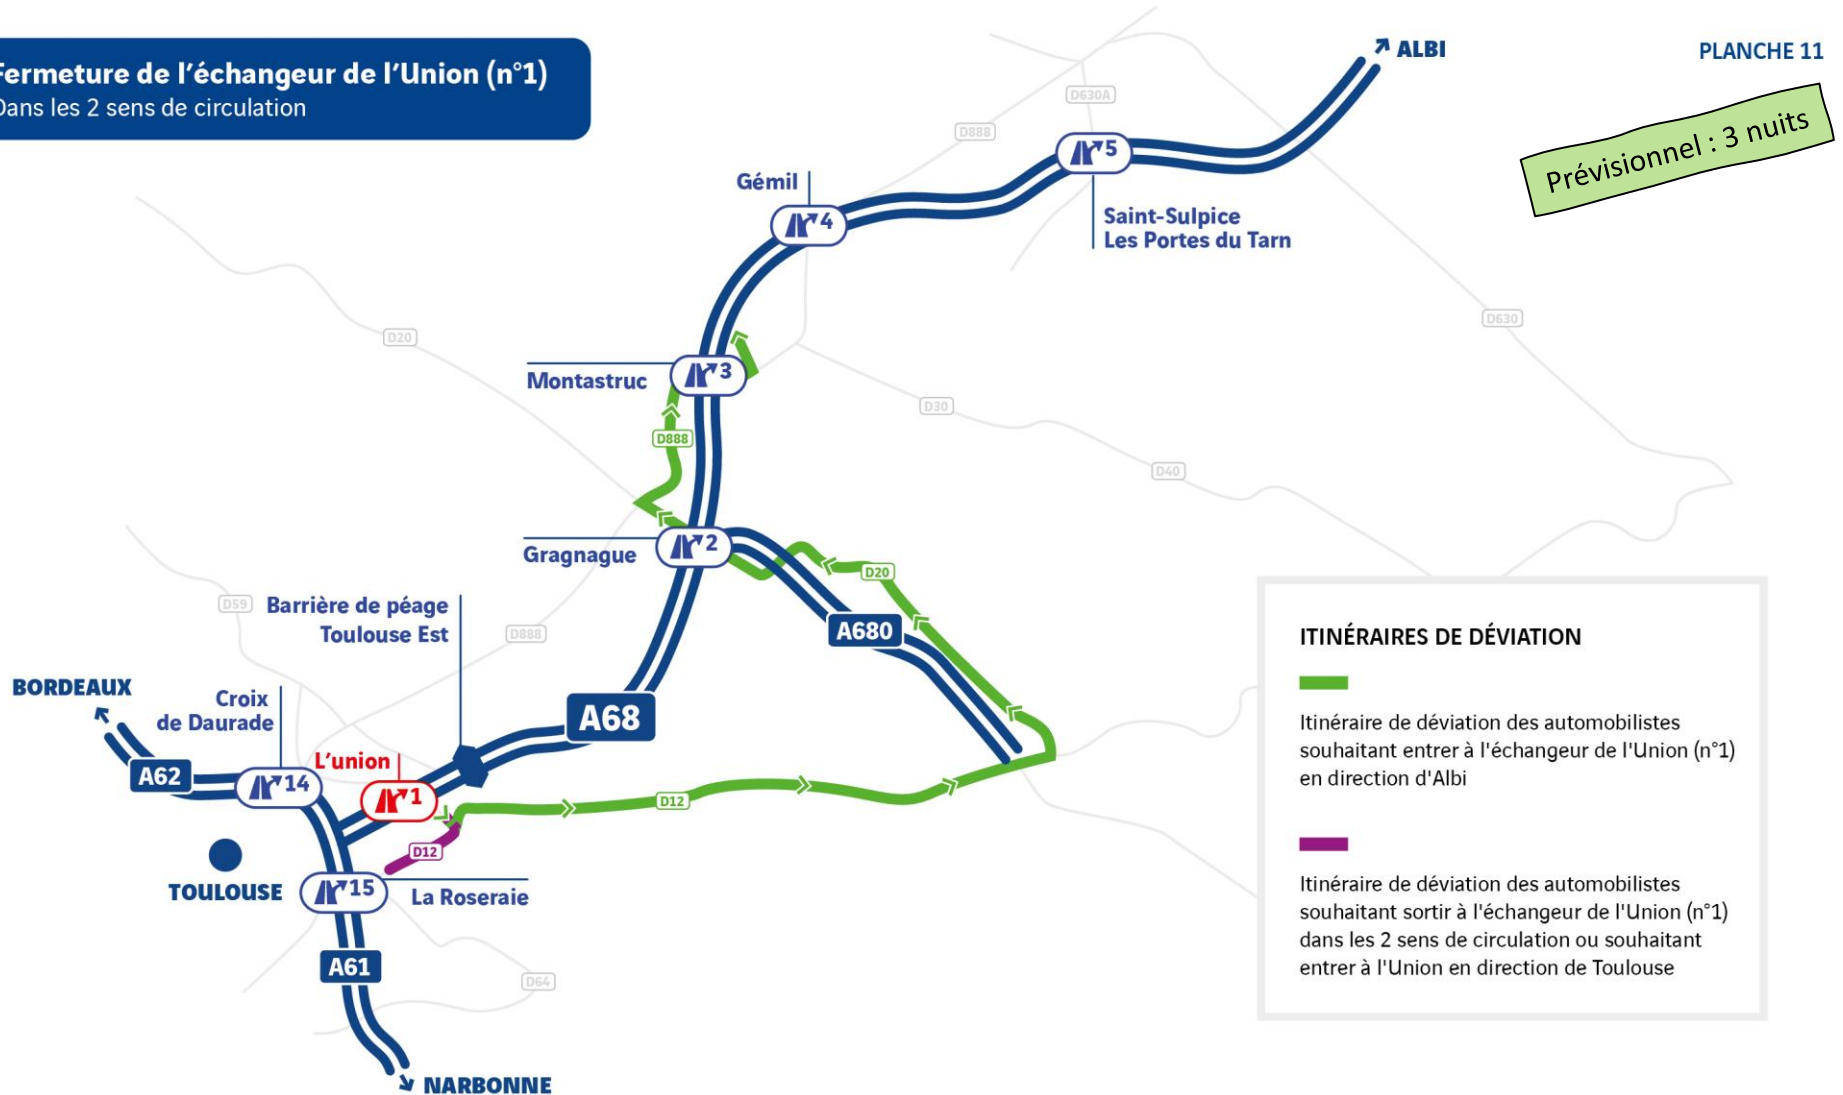 Fermeture de l'échangeur de l'Union (n°1)
Dans les 2 sens de circulation
ALBI
PLANCHE 11
Prévisionnel : 3 nuits
D630A
D888
5
Gémil
4
Saint-Sulpice
Les Portes du Tarn
D20
D630
3
Montastruc
D30
D888
D40
2
Gragnague
D20
D59
Barrière de péage
Toulouse Est
D888
A680
BORDEAUX
Croix
de Daurade
A68
L'union
A62
14
1
D12
D12
TOULOUSE
15
La Roseraie
A61
D64
NARBONNE
ITINÉRAIRES DE DÉVIATION
Itinéraire de déviation des automobilistes
souhaitant entrer à l'échangeur de l'Union (n°1)
en direction d'Albi
Itinéraire de déviation des automobilistes
souhaitant sortir à l'échangeur de l'Union (n°1)
dans les 2 sens de circulation ou souhaitant
entrer à l'Union en direction de Toulouse